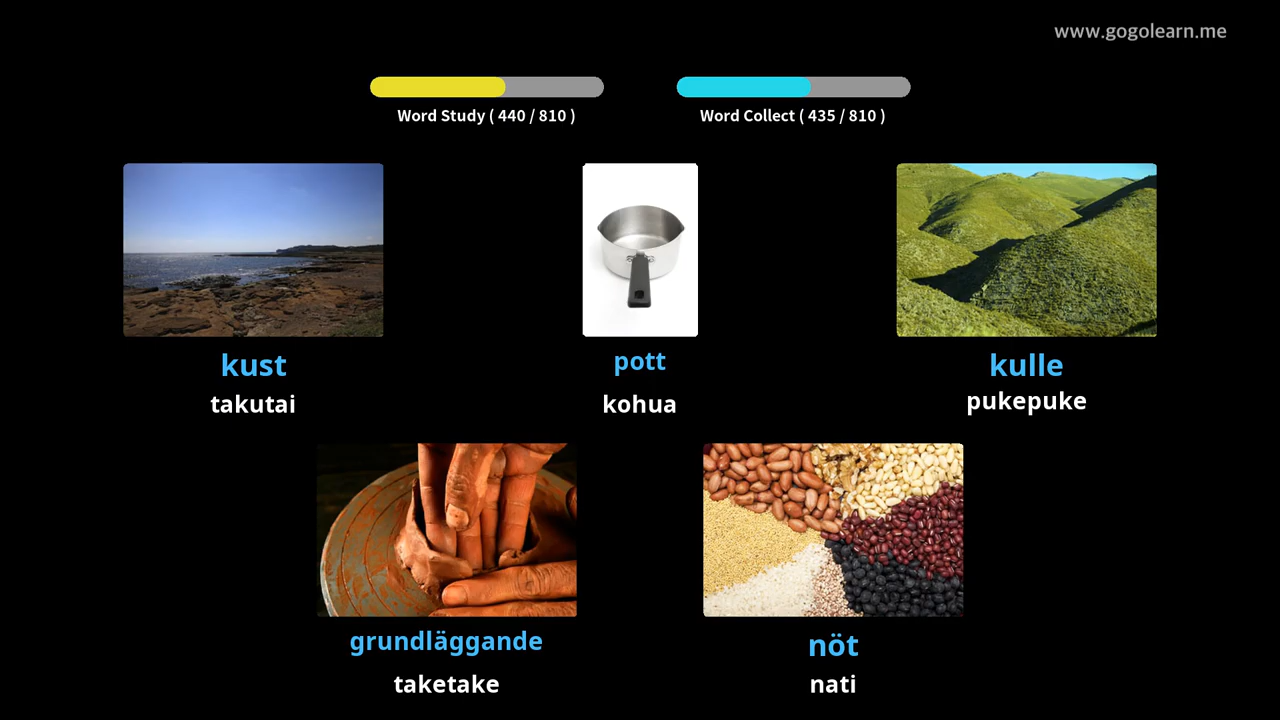 www.gogolearn.me
Word Study ( 440 / 810 )
Word Collect ( 435 / 810 )
kust
takutai
pott
kohua
kulle
pukepuke
grundläggande
taketake
nöt
nati